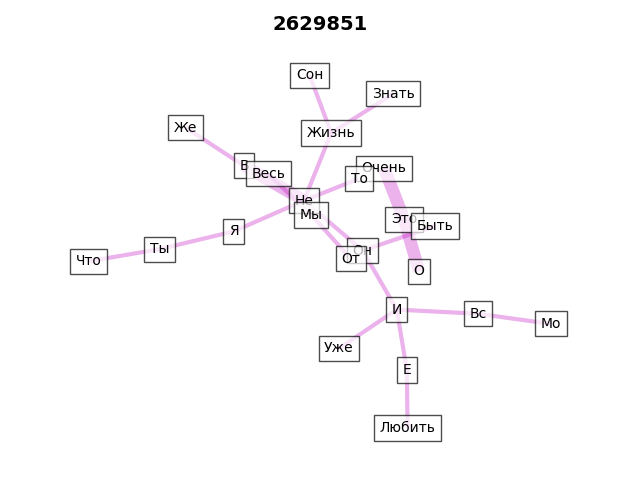 2629851
Сон
Знать
Же
Жизнь
В
Весь
Очень
То
Не
Мы
Это
Быть
Я
Ты
Что
Он
От
О
И
Вс
Мо
Уже
Е
Любить